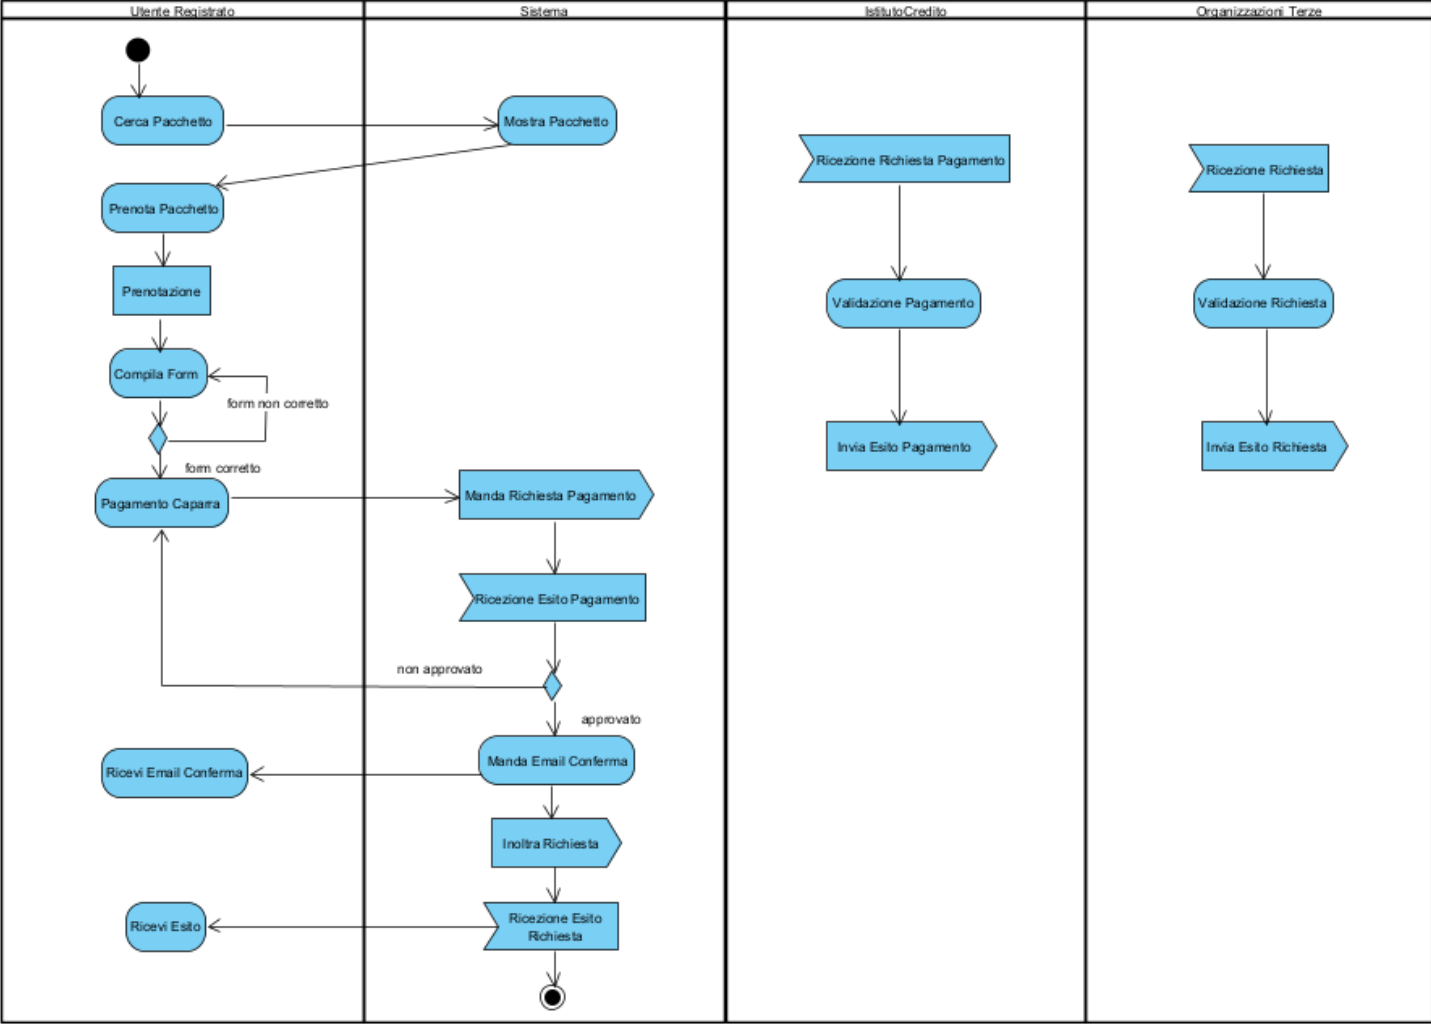 Utente Registrato
Sistema
IstitutoCredito
Organizzazioni Terze
Cerca Pacchetto
Mostra Pacchetto
Ricezione Richiesta Pagamento
Ricezione Richiesta
Prenota Pacchetto
Prenotazione
Validazione Pagamento
Validazione Richiesta
Compila Form
form non corretto
Invia Esito Pagamento
Invia Esito Richiesta
form corretto
Pagamento Caparra
Manda Richiesta Pagamento
Ricezione Esito Pagamento
non approvato
approvato
Manda Email Conferma
Ricevi Email Conferma
Inoltra Richiesta
Ricezione Esito
Richiesta
Ricevi Esito